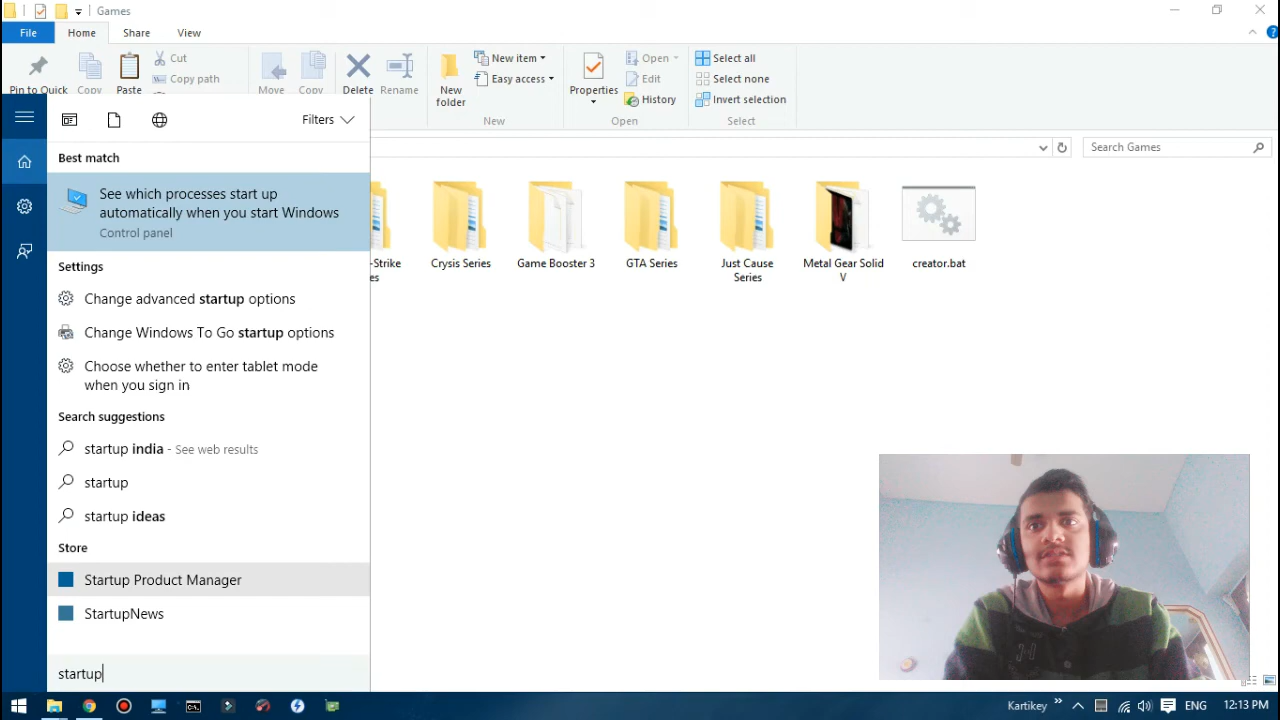 Games
File
Home
Share
View
Pin to Quick
Copy
Paste
Cut
Copy path
Move
Copy
Delete
Rename
New
folder
New item
Easy access
New
Properties
Open
Edit
History
Open
Select all
Select none
Invert selection
Select
Search Games
Filters
Best match
See which processes start up
automatically when you start Windows
Control panel
Settings
Change advanced startup options
Change Windows To Go startup options
Choose whether to enter tablet mode
when you sign in
Search suggestions
startup india - See web results
startup
startup ideas
Store
Startup Product Manager
StartupNews
startup
-Strike
es
Crysis Series
Game Booster 3
GTA Series
Just Cause
Series
Metal Gear Solid
V
creator.bat
Kartikey
ENG
12:13 PM